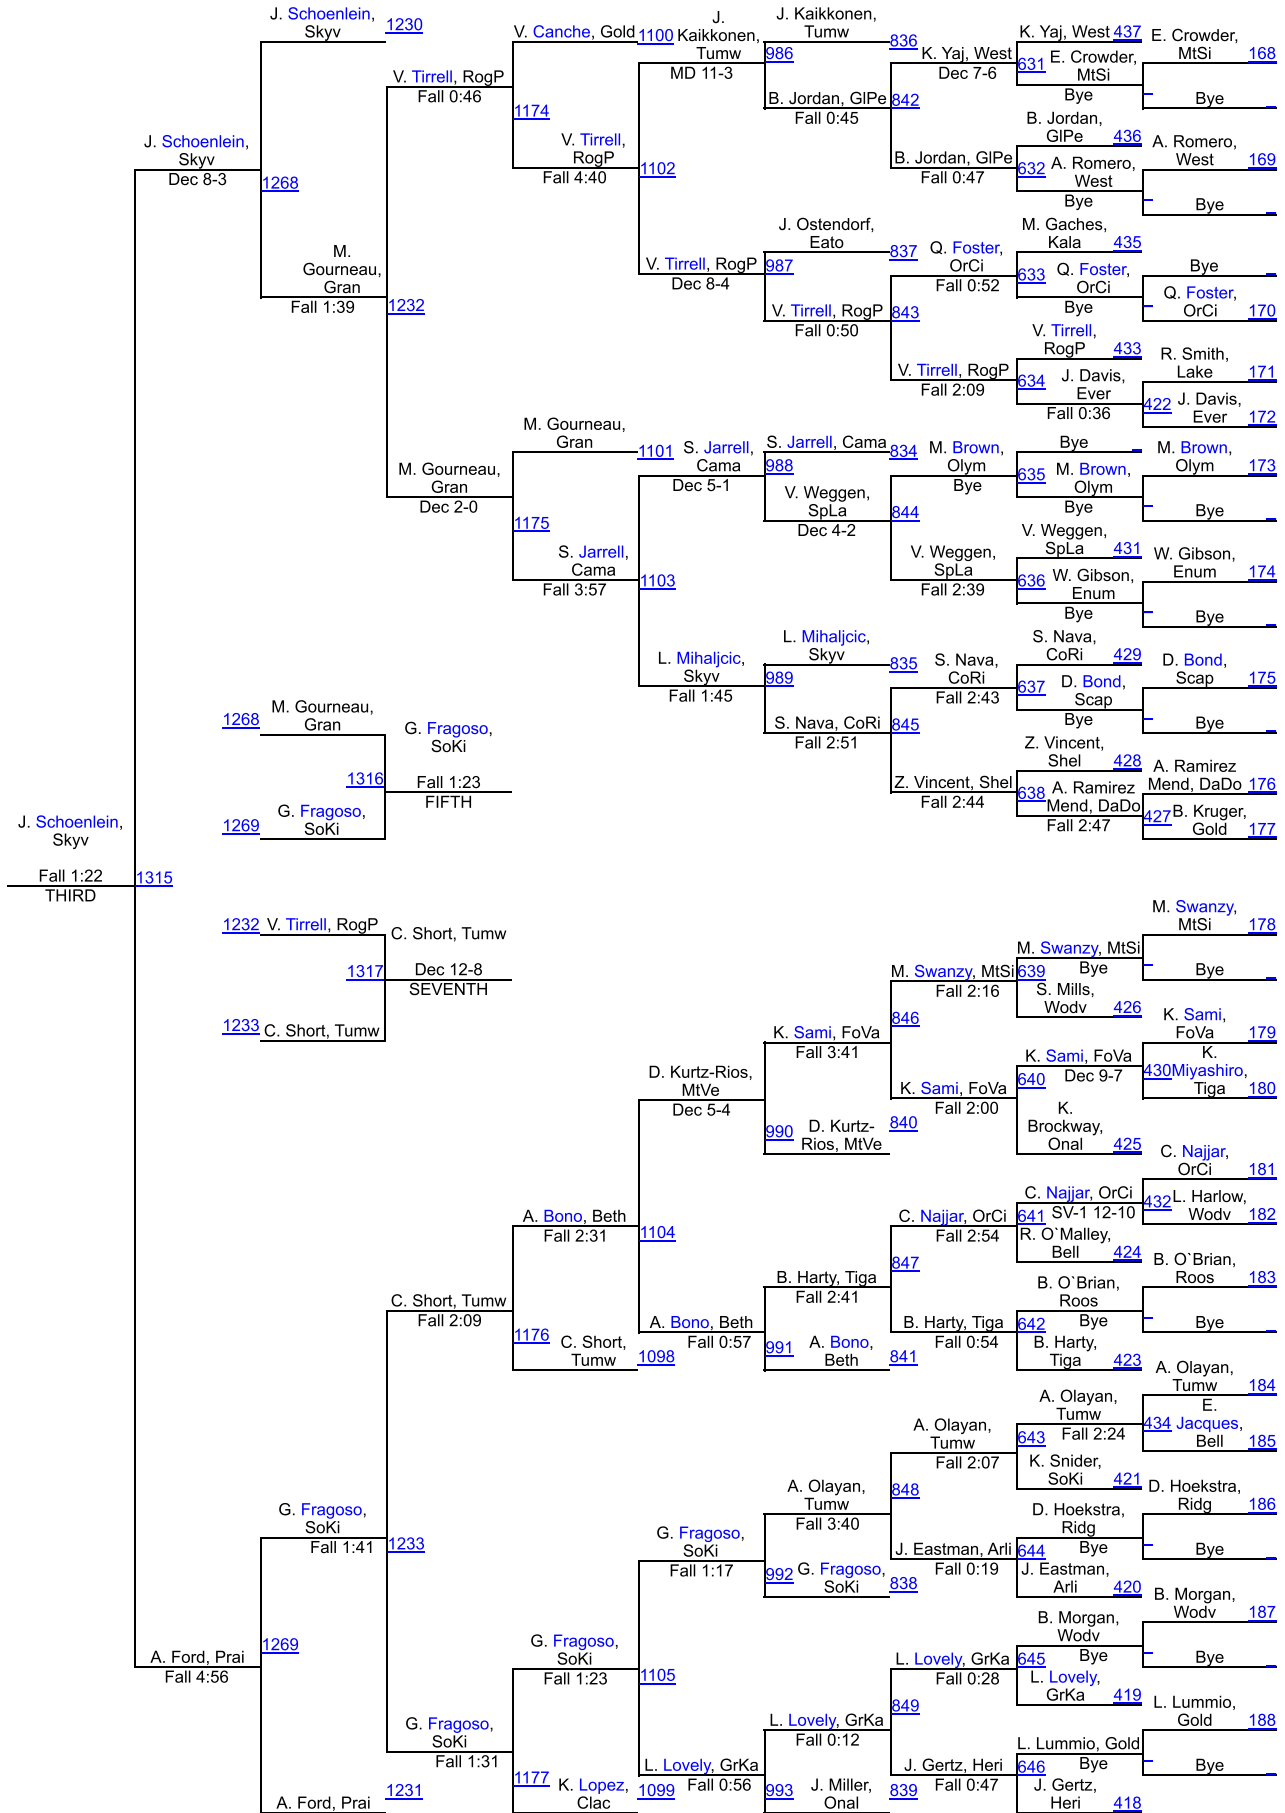 J. Schoenlein,
Skyv
1230
V. Canche, Gold
1100
J.
Kaikkonen,
Tumw
MD 11-3
J. Kaikkonen,
Tumw
836
986
K. Yaj, West
Dec 7-6
K. Yaj, West
437
E. Crowder,
MtSi
168
631
E. Crowder,
MtSi
Bye
Bye
V. Tirrell, RogP
Fall 0:46
1174
B. Jordan, GlPe
Fall 0:45
842
B. Jordan,
GlPe
436
A. Romero,
West
169
J. Schoenlein,
Skyv
Dec 8-3
V. Tirrell,
RogP
Fall 4:40
1102
B. Jordan, GlPe
Fall 0:47
632
A. Romero,
West
Bye
Bye
1268
M.
Gourneau,
Gran
Fall 1:39
1232
V. Tirrell, RogP
Dec 8-4
J. Ostendorf,
Eato
837
987
Q. Foster,
OrCi
Fall 0:52
M. Gaches,
Kala
435
633
Q. Foster,
OrCi
Bye
Bye
Q. Foster,
OrCi
170
V. Tirrell, RogP
Fall 0:50
843
V. Tirrell,
RogP
433
R. Smith,
Lake
171
V. Tirrell, RogP
Fall 2:09
634
J. Davis,
Ever
Fall 0:36
422
J. Davis,
Ever
172
M. Gourneau,
Gran
1101
S. Jarrell,
Cama
Dec 5-1
S. Jarrell, Cama
834
988
M. Brown,
Olym
Bye
Bye
635
M. Brown,
Olym
Bye
M. Brown,
Olym
173
Bye
M. Gourneau,
Gran
Dec 2-0
1175
V. Weggen,
SpLa
Dec 4-2
844
V. Weggen,
SpLa
431
W. Gibson,
Enum
174
S. Jarrell,
Cama
Fall 3:57
1103
V. Weggen,
SpLa
Fall 2:39
636
W. Gibson,
Enum
Bye
Bye
L. Mihaljcic,
Skyv
Fall 1:45
L. Mihaljcic,
Skyv
835
989
S. Nava,
CoRi
Fall 2:43
S. Nava,
CoRi
429
637
D. Bond,
Scap
Bye
D. Bond,
Scap
175
Bye
1268
M. Gourneau,
Gran
G. Fragoso,
SoKi
S. Nava, CoRi
Fall 2:51
845
Z. Vincent,
Shel
428
A. Ramirez
Mend, DaDo
176
1316
Fall 1:23
FIFTH
Z. Vincent, Shel
Fall 2:44
638
A. Ramirez
Mend, DaDo
Fall 2:47
427
B. Kruger,
Gold
177
1269
G. Fragoso,
SoKi
J. Schoenlein,
Skyv
Fall 1:22
THIRD
1315
1232
V. Tirrell, RogP
C. Short, Tumw
1317
Dec 12-8
SEVENTH
1233
C. Short, Tumw
M. Swanzy,
MtSi
178
M. Swanzy, MtSi
Fall 2:16
M. Swanzy, MtSi
639
Bye
Bye
S. Mills,
Wodv
426
846
K. Sami, FoVa
Fall 3:41
K. Sami,
FoVa
179
K. Sami, FoVa
Dec 9-7
430
K.
Miyashiro,
Tiga
180
D. Kurtz-Rios,
MtVe
Dec 5-4
K. Sami, FoVa
Fall 2:00
640
K.
Brockway,
Onal
425
990
D. Kurtz-
Rios, MtVe
840
C. Najjar,
OrCi
181
C. Najjar, OrCi
SV-1 12-10
432
L. Harlow,
Wodv
182
A. Bono, Beth
Fall 2:31
1104
C. Najjar, OrCi
Fall 2:54
641
R. O`Malley,
Bell
424
847
B. Harty, Tiga
Fall 2:41
B. O`Brian,
Roos
183
B. O`Brian,
Roos
Bye
Bye
C. Short, Tumw
Fall 2:09
1176
C. Short,
Tumw
1098
A. Bono, Beth
Fall 0:57
991
A. Bono,
Beth
841
B. Harty, Tiga
Fall 0:54
642
B. Harty,
Tiga
423
A. Olayan,
Tumw
184
A. Olayan,
Tumw
Fall 2:07
A. Olayan,
Tumw
Fall 2:24
643
434
E.
Jacques,
Bell
185
K. Snider,
SoKi
421
A. Olayan,
Tumw
Fall 3:40
848
D. Hoekstra,
Ridg
186
G. Fragoso,
SoKi
Fall 1:41
1233
G. Fragoso,
SoKi
Fall 1:17
D. Hoekstra,
Ridg
Bye
Bye
J. Eastman, Arli
Fall 0:19
644
J. Eastman,
Arli
420
992
G. Fragoso,
SoKi
838
B. Morgan,
Wodv
187
A. Ford, Prai
Fall 4:56
1269
G. Fragoso,
SoKi
Fall 1:23
1105
L. Lovely, GrKa
Fall 0:28
B. Morgan,
Wodv
645
Bye
Bye
L. Lovely,
GrKa
419
849
L. Lummio,
Gold
188
G. Fragoso,
SoKi
Fall 1:31
L. Lovely, GrKa
Fall 0:12
L. Lummio, Gold
Bye
Bye
1177
K. Lopez,
Clac
1099
L. Lovely, GrKa
Fall 0:56
993
J. Miller,
Onal
839
J. Gertz, Heri
Fall 0:47
646
J. Gertz,
Heri
418
A. Ford, Prai
1231